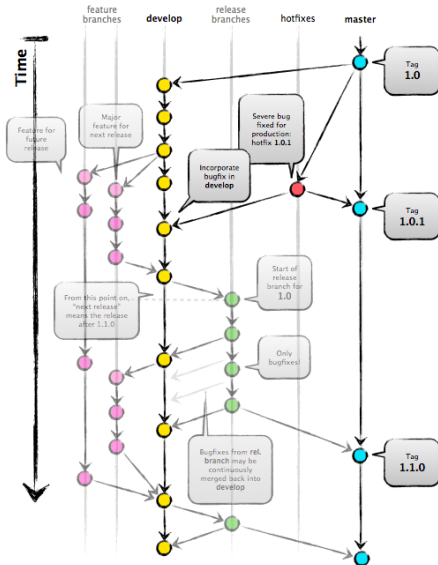 feature
branches
develop
release
branches
hotfixes
master
Time
Tag
1.0
Major
feature for
next release
Feature for
future
release
Severe bug
fixed for
production:
hotfix 1.0.1
Incorporate
bugfix in
develop
Tag
1.0.1
Start of
release
branch for
1.0
From this point on,
"next release"
means the release
after 1.1.0
Only
bugfixes!
Bugfixes from rel.
branch may be
continuously
merged back into
develop
Tag
1.1.0